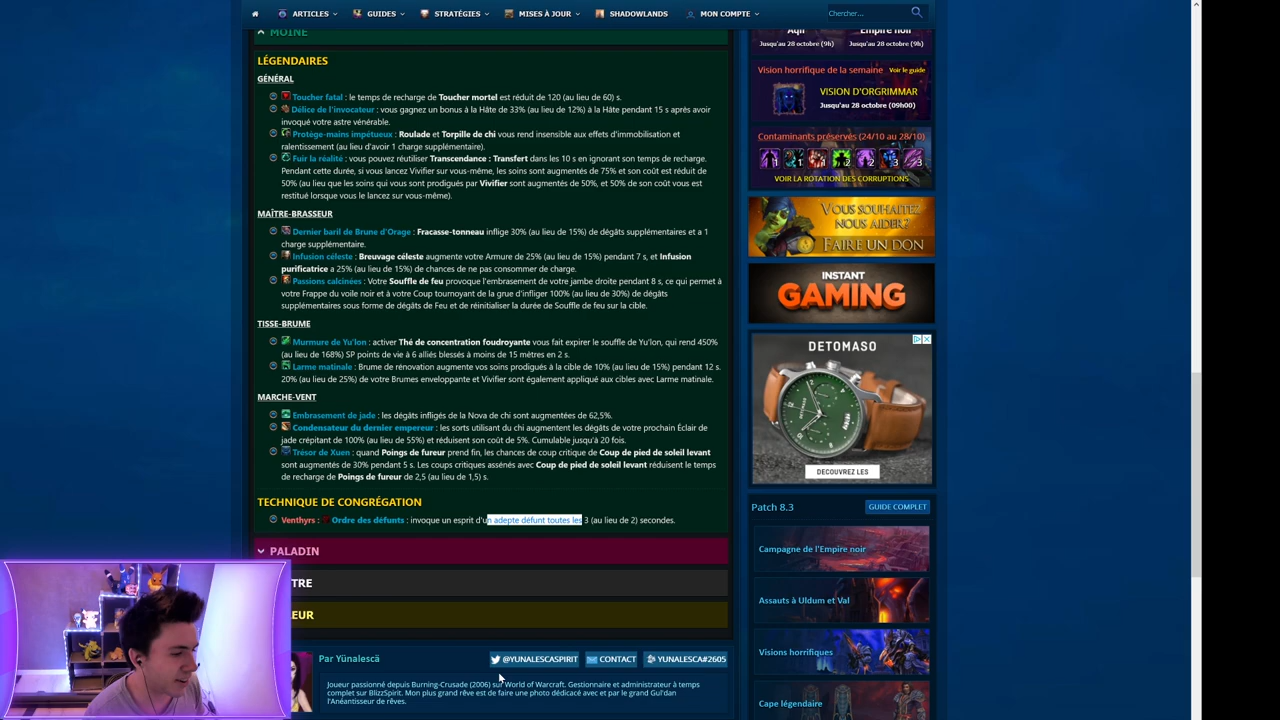 ARTICLES
GUIDES
STRATÉGIES
MISES À JOUR
SHADOWLANDS
MON COMPTE
Chercher...
MOINE
LÉGENDAIRES
GÉNÉRAL
Toucher fatal : le temps de recharge de Toucher mortel est réduit de 120 (au lieu de 60) s.
Délice de l'invocateur : vous gagnez un bonus à la Hâte de 33% (au lieu de 12%) à la Hâte pendant 15 s après avoir
invoqué votre astre vénérable.
Protège-mains impétueux : Roulade et Torpille de chi vous rend insensible aux effets d'immobilisation et
ralentissement (au lieu d'avoir 1 charge supplémentaire).
Fuir la réalité : vous pouvez réutiliser Transcendance : Transfert dans les 10 s en ignorant son temps de recharge.
Pendant cette durée, si vous lancez Vivifier sur vous-même, les soins sont augmentés de 75% et son coût est réduit de
50% (au lieu que les soins qui vous sont prodigués par Vivifier sont augmentés de 50%, et 50% de son coût vous est
restitué lorsque vous le lancez sur vous-même).
MAÎTRE-BRASSEUR
Dernier baril de Brune d'Orage : Fracasse-tonneau inflige 30% (au lieu de 15%) de dégâts supplémentaires et a 1
charge supplémentaire.
Infusion céleste : Breuvage céleste augmente votre Armure de 25% (au lieu de 15%) pendant 7 s, et Infusion
purificatrice a 25% (au lieu de 15%) de chances de ne pas consommer de charge.
Passions calcinées : Votre Souffle de feu provoque l'embrasement de votre jambe droite pendant 8 s, ce qui permet à
votre Frappe du voile noir et à votre Coup tournoyant de la grue d'infliger 100% (au lieu de 30%) de dégâts
supplémentaires sous forme de dégâts de Feu et de réinitialiser la durée de Souffle de feu sur la cible.
TISSE-BRUME
Murmure de Yu'lon : activer Thé de concentration foudroyante vous fait expirer le souffle de Yu'lon, qui rend 450%
(au lieu de 168%) SP points de vie à 6 alliés blessés à moins de 15 mètres en 2 s.
Larme matinale : Brume de rénovation augmente vos soins prodigués à la cible de 10% (au lieu de 15%) pendant 12 s.
20% (au lieu de 25%) de votre Brumes enveloppante et Vivifier sont également appliqué aux cibles avec Larme matinale.
MARCHE-VENT
Embrasement de jade : les dégâts infligés de la Nova de chi sont augmentées de 62,5%.
Condensateur du dernier empereur : les sorts utilisant du chi augmentent les dégâts de votre prochain Éclair de
jade crépitant de 100% (au lieu de 55%) et réduisent son coût de 5%. Cumulable jusqu'à 20 fois.
Trésor de Xuen : quand Poings de fureur prend fin, les chances de coup critique de Coup de pied de soleil levant
sont augmentés de 30% pendant 5 s. Les coups critiques assénés avec Coup de pied de soleil levant réduisent le temps
de recharge de Poings de fureur de 2,5 (au lieu de 1,5) s.
TECHNIQUE DE CONGRÉGATION
Venthyrs : Ordre des défunts : invoque un esprit d'un adepte défunt toutes les 3 (au lieu de 2) secondes.
PALADIN
TRE
EUR
Par Yünalescä
@YUNALESCASPIRIT
CONTACT
YUNALESCA#2605
Joueur passionné depuis Burning-Crusade (2006) sur World of Warcraft. Gestionnaire et administrateur à temps
complet sur BlizzSpirit. Mon plus grand rêve est de faire une photo dédicacé avec et par le grand Gul'dan
l'Anéantisseur de rêves.
Aqir
Empire noir
Jusqu'au 28 octobre (9h)
Jusqu'au 28 octobre (9h)
Vision horrifique de la semaine
Voir le guide
VISION D'ORGRIMMAR
Jusqu'au 28 octobre (09h00)
Contaminants préservés (24/10 au 28/10)
1
1
1
2
2
3
3
VOIR LA ROTATION DES CORRUPTIONS
VOUS SOUHAITEZ
NOUS AIDER?
FAIRE UN DON
INSTANT
GAMING
DETOMASO
DECOUVREZ LES
Patch 8.3
GUIDE COMPLET
Campagne de l'Empire noir
Assauts à Uldum et Val
Visions horrifiques
Cape légendaire